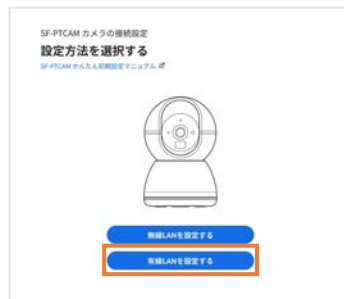 SF-PTCAM カメラの接続設定
設定方法を選択する
SF-PTCAM かんたん初期設定マニュアル
無線LANを設定する
有線LANを設定する